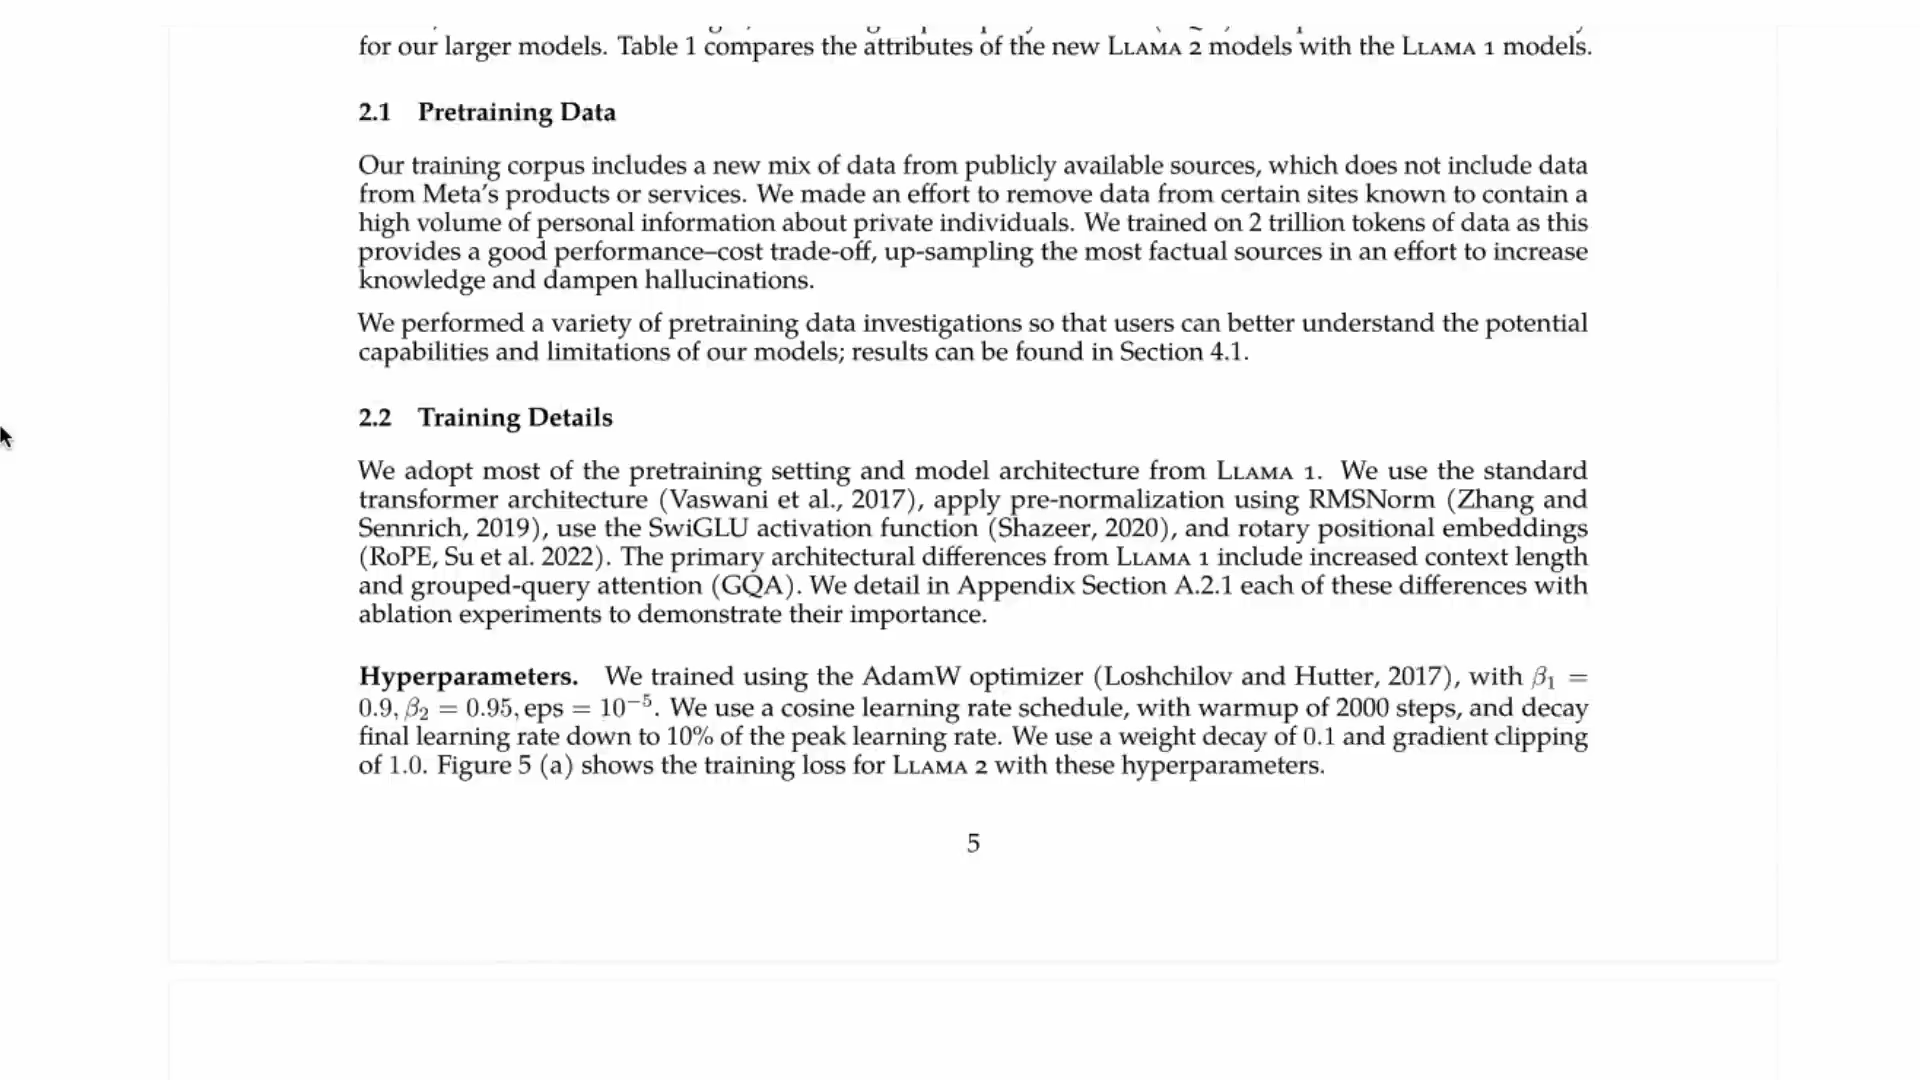 for our larger models. Table 1 compares the attributes of the new LLAMA 2 models with the LLAMA 1 models.
2.1 Pretraining Data
Our training corpus includes a new mix of data from publicly available sources, which does not include data
from Meta's products or services. We made an effort to remove data from certain sites known to contain a
high volume of personal information about private individuals. We trained on 2 trillion tokens of data as this
provides a good performance–cost trade-off, up-sampling the most factual sources in an effort to increase
knowledge and dampen hallucinations.
We performed a variety of pretraining data investigations so that users can better understand the potential
capabilities and limitations of our models; results can be found in Section 4.1.
2.2 Training Details
We adopt most of the pretraining setting and model architecture from LLAMA 1. We use the standard
transformer architecture (Vaswani et al., 2017), apply pre-normalization using RMSNorm (Zhang and
Sennrich, 2019), use the SwiGLU activation function (Shazeer, 2020), and rotary positional embeddings
(RoPE, Su et al. 2022). The primary architectural differences from LLAMA 1 include increased context length
and grouped-query attention (GQA). We detail in Appendix Section A.2.1 each of these differences with
ablation experiments to demonstrate their importance.
Hyperparameters. We trained using the AdamW optimizer (Loshchilov and Hutter, 2017), with β₁ =
0.9, β₂ = 0.95, eps = 10⁻⁵. We use a cosine learning rate schedule, with warmup of 2000 steps, and decay
final learning rate down to 10% of the peak learning rate. We use a weight decay of 0.1 and gradient clipping
of 1.0. Figure 5 (a) shows the training loss for LLAMA 2 with these hyperparameters.
5